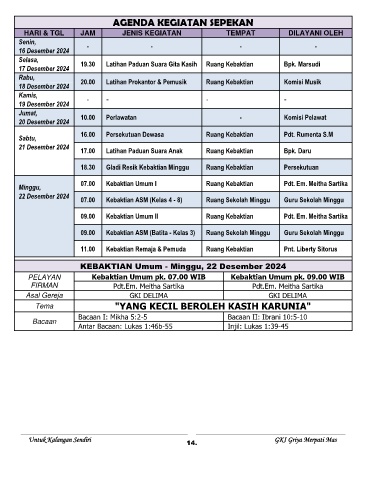 AGENDA KEGIATAN SEPEKAN
HARI & TGL JAM JENIS KEGIATAN TEMPAT DILAYANI OLEH
Senin,
16 Desember 2024 - - - -
Selasa,
17 Desember 2024 19.30 Latihan Paduan Suara Gita Kasih Ruang Kebaktian Bpk. Marsudi
Rabu,
18 Desember 2024 20.00 Latihan Prokantor & Pemusik Ruang Kebaktian Komisi Musik
Kamis,
19 Desember 2024 - - - -
Jumat,
20 Desember 2024 10.00 Perlawatan - Komisi Pelawat
Sabtu,
21 Desember 2024
16.00 Persekutuan Dewasa Ruang Kebaktian Pdt. Rumenta S.M
17.00 Latihan Paduan Suara Anak Ruang Kebaktian Bpk. Daru
18.30 Gladi Resik Kebaktian Minggu Ruang Kebaktian Persekutuan
Minggu,
22 Desember 2024
07.00 Kebaktian Umum I Ruang Kebaktian Pdt. Em. Meitha Sartika
07.00 Kebaktian ASM (Kelas 4 - 8) Ruang Sekolah Minggu Guru Sekolah Minggu
09.00 Kebaktian Umum II Ruang Kebaktian Pdt. Em. Meitha Sartika
09.00 Kebaktian ASM (Batita - Kelas 3) Ruang Sekolah Minggu Guru Sekolah Minggu
11.00 Kebaktian Remaja & Pemuda Ruang Kebaktian Pnt. Liberty Sitorus
KEBAKTIAN Umum - Minggu, 22 Desember 2024
PELAYAN FIRMAN Kebaktian Umum pk. 07.00 WIB Kebaktian Umum pk. 09.00 WIB
Pdt.Em. Meitha Sartika Pdt.Em. Meitha Sartika
Asal Gereja GKI DELIMA GKI DELIMA
Tema "YANG KECIL BEROLEH KASIH KARUNIA"
Bacaan Bacaan I: Mikha 5:2-5 Bacaan II: Ibrani 10:5-10
Antar Bacaan: Lukas 1:46b-55 Injil: Lukas 1:39-45
Untuk Kalangan Sendiri 14. GKI Griya Merpati Mas